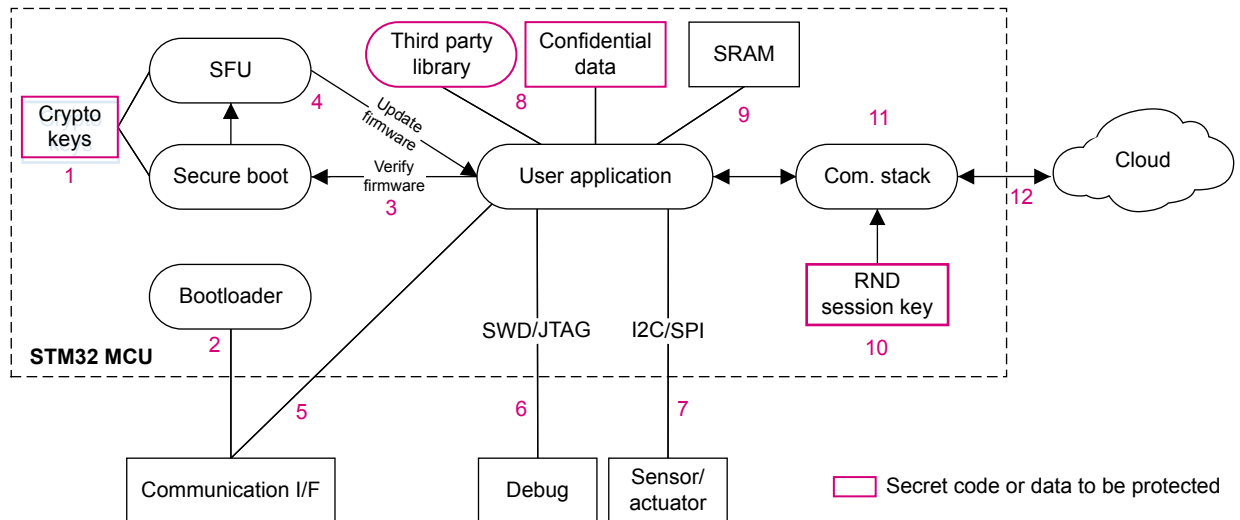 SFU
Third party
library
Confidential
data
SRAM
Crypto
keys
1
4
Update
firmware
8
9
11
Secure boot
Verify
firmware
3
User application
Com. stack
12
Cloud
Bootloader
2
RND
session key
10
SWD/JTAG
I2C/SPI
STM32 MCU
5
6
7
Communication I/F
Debug
Sensor/
actuator
Secret code or data to be protected